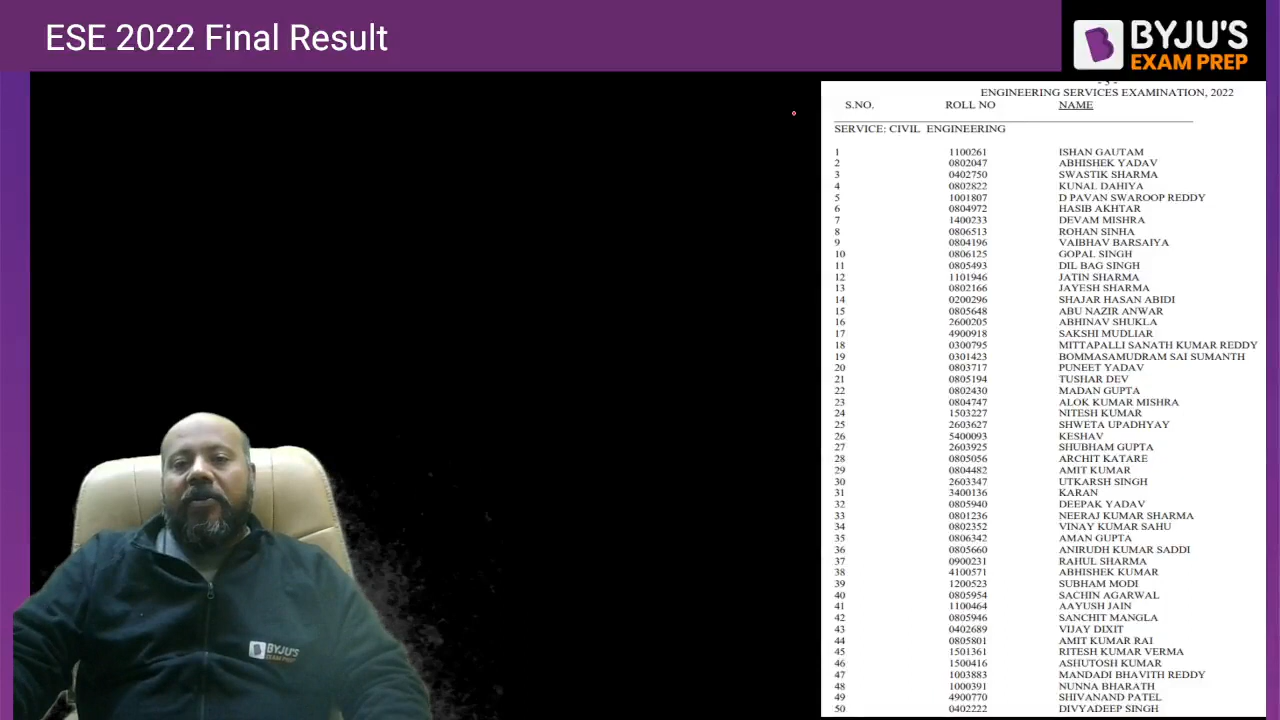 ESE 2022 Final Result
BYJU'S
EXAM PREP
- 3 -
ENGINEERING SERVICES EXAMINATION, 2022
S.NO. ROLL NO NAME
SERVICE: CIVIL ENGINEERING
1 1100261 ISHAN GAUTAM
2 0802047 ABHISHEK YADAV
3 0402750 SWASTIK SHARMA
4 0802822 KUNAL DAHIYA
5 1001807 D PAVAN SWAROOP REDDY
6 0804972 HASIB AKHTAR
7 1400233 DEVAM MISHRA
8 0806513 ROHAN SINHA
9 0804196 VAIBHAV BARSAIYA
10 0806125 GOPAL SINGH
11 0805493 DIL BAG SINGH
12 1101946 JATIN SHARMA
13 0802166 JAYESH SHARMA
14 0200296 SHAJAR HASAN ABIDI
15 0805648 ABU NAZIR ANWAR
16 2600205 ABHINAV SHUKLA
17 4900918 SAKSHI MUDLIAR
18 0300795 MITTAPALLI SANATH KUMAR REDDY
19 0301423 BOMMASAMUDRAM SAI SUMANTH
20 0803717 PUNEET YADAV
21 0805194 TUSHAR DEV
22 0802430 MADAN GUPTA
23 0804747 ALOK KUMAR MISHRA
24 1503227 NITESH KUMAR
25 2603627 SHWETA UPADHYAY
26 5400093 KESHAV
27 2603925 SHUBHAM GUPTA
28 0805056 ARCHIT KATARE
29 0804482 AMIT KUMAR
30 2603347 UTKARSH SINGH
31 3400136 KARAN
32 0805940 DEEPAK YADAV
33 0801236 NEERAJ KUMAR SHARMA
34 0802352 VINAY KUMAR SAHU
35 0806342 AMAN GUPTA
36 0805660 ANIRUDH KUMAR SADDI
37 0900231 RAHUL SHARMA
38 4100571 ABHISHEK KUMAR
39 1200523 SUBHAM MODI
40 0805954 SACHIN AGARWAL
41 1100464 AAYUSH JAIN
42 0805946 SANCHIT MANGLA
43 0402689 VIJAY DIXIT
44 0805801 AMIT KUMAR RAI
45 1501361 RITESH KUMAR VERMA
46 1500416 ASHUTOSH KUMAR
47 1003883 MANDADI BHAVITH REDDY
48 1000391 NUNNA BHARATH
49 4900770 SHIVANAND PATEL
50 0402222 DIVYADEEP SINGH
BYJU'S
EXAM PREP